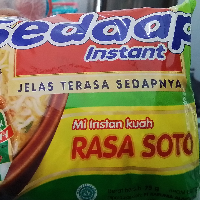 Sedaap
Instant
JELAS TERASA SEDAPNYA
Mi instan kuah
RASA SOTO